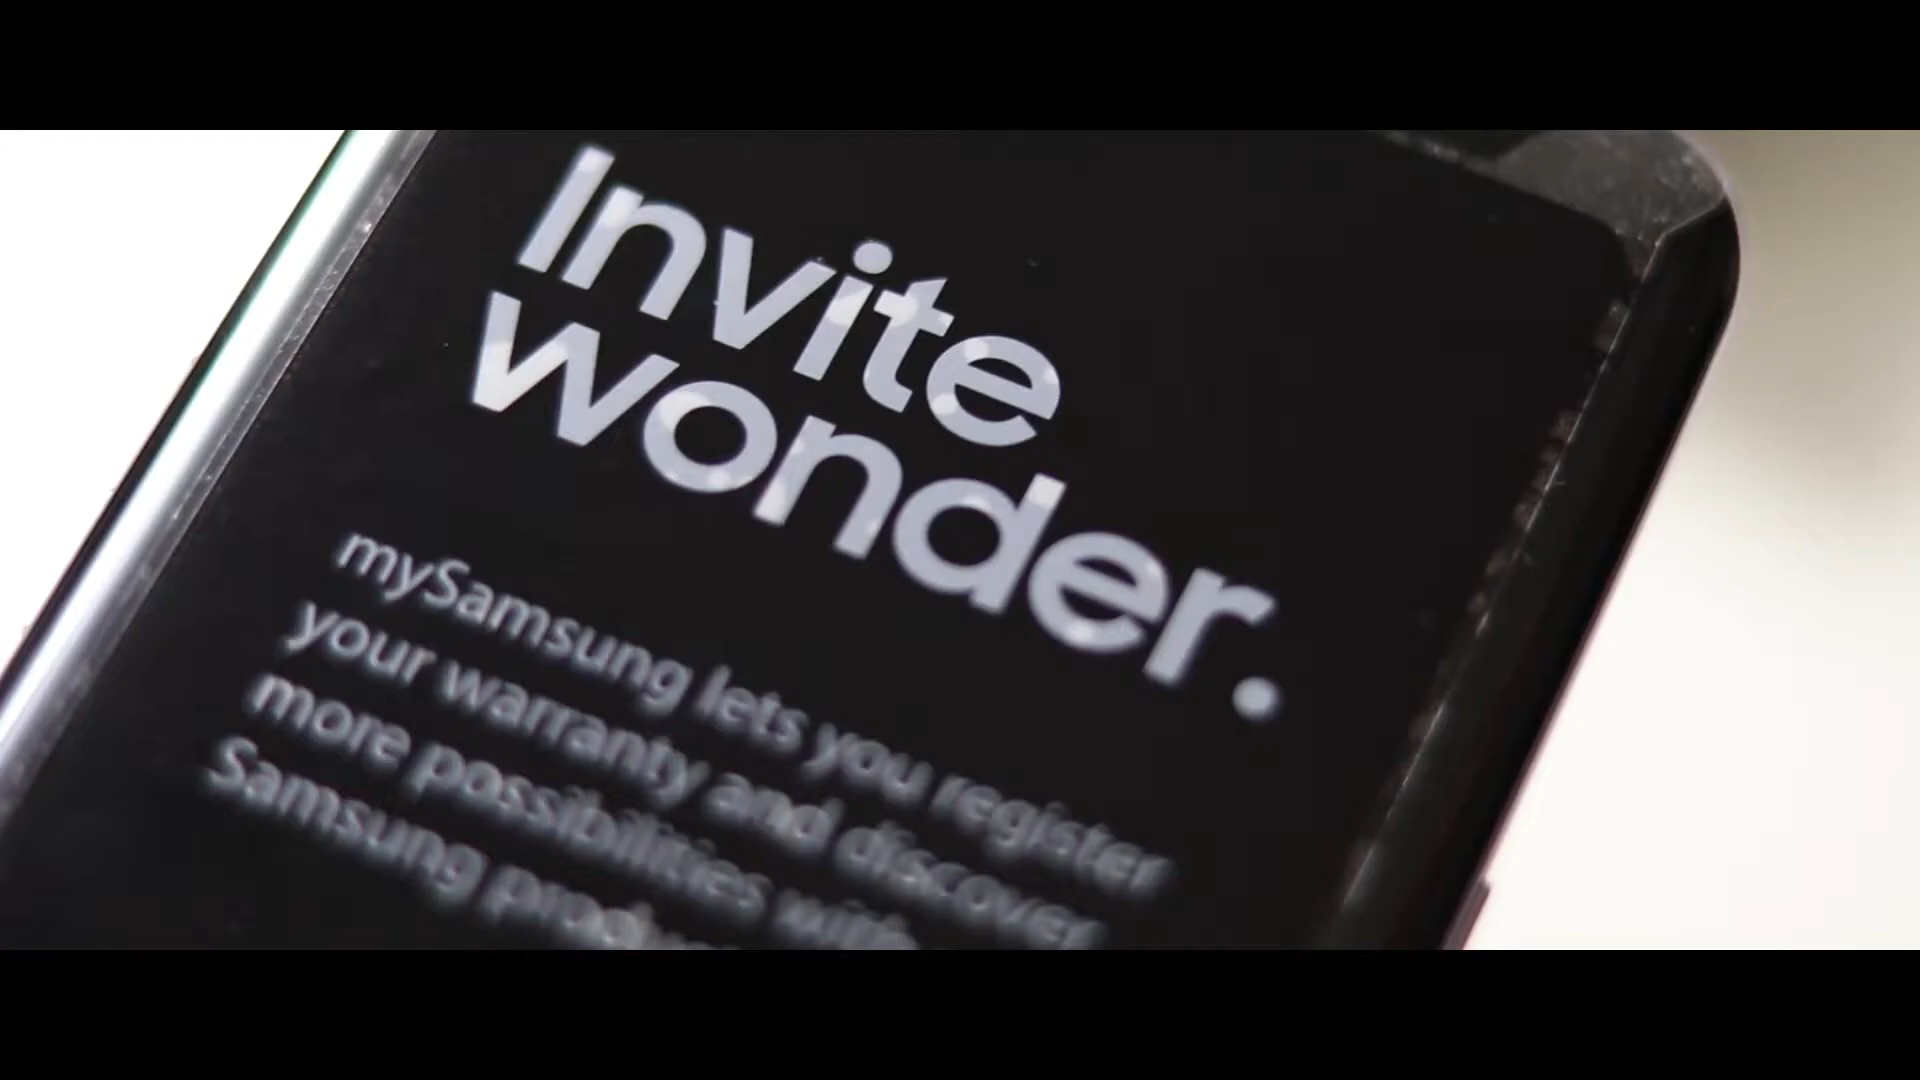 Invite
wonder.
mySamsung lets you register
your warranty and discover
more possibilities with
Samsung